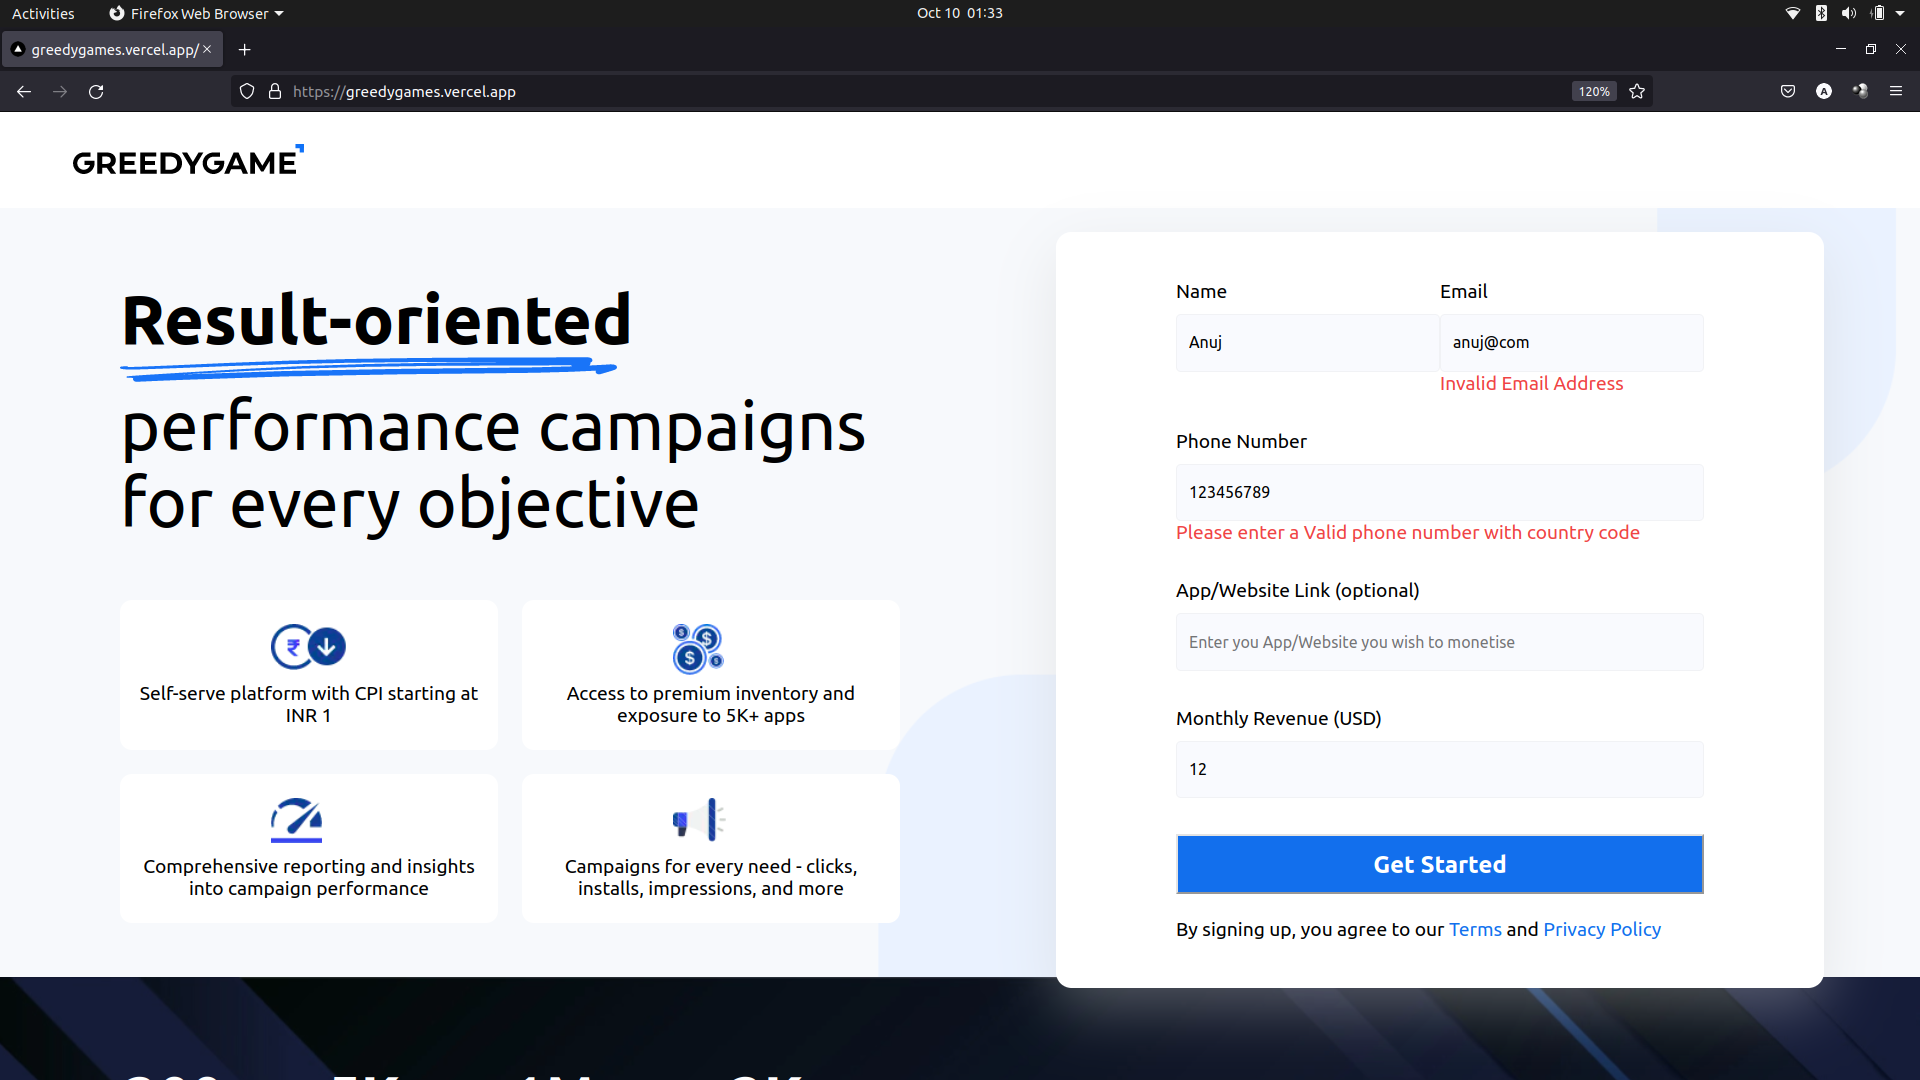 Activities
Firefox Web Browser
Oct 10 01:33
greedygames.vercel.app/
https://greedygames.vercel.app
120%
A
GREEDYGAME
Result-oriented
performance campaigns
for every objective
Self-serve platform with CPI starting at
INR 1
Access to premium inventory and
exposure to 5K+ apps
Comprehensive reporting and insights
into campaign performance
Campaigns for every need - clicks,
installs, impressions, and more
Name
Email
Anuj
anuj@com
Invalid Email Address
Phone Number
123456789
Please enter a Valid phone number with country code
App/Website Link (optional)
Enter you App/Website you wish to monetise
Monthly Revenue (USD)
12
Get Started
By signing up, you agree to our Terms and Privacy Policy